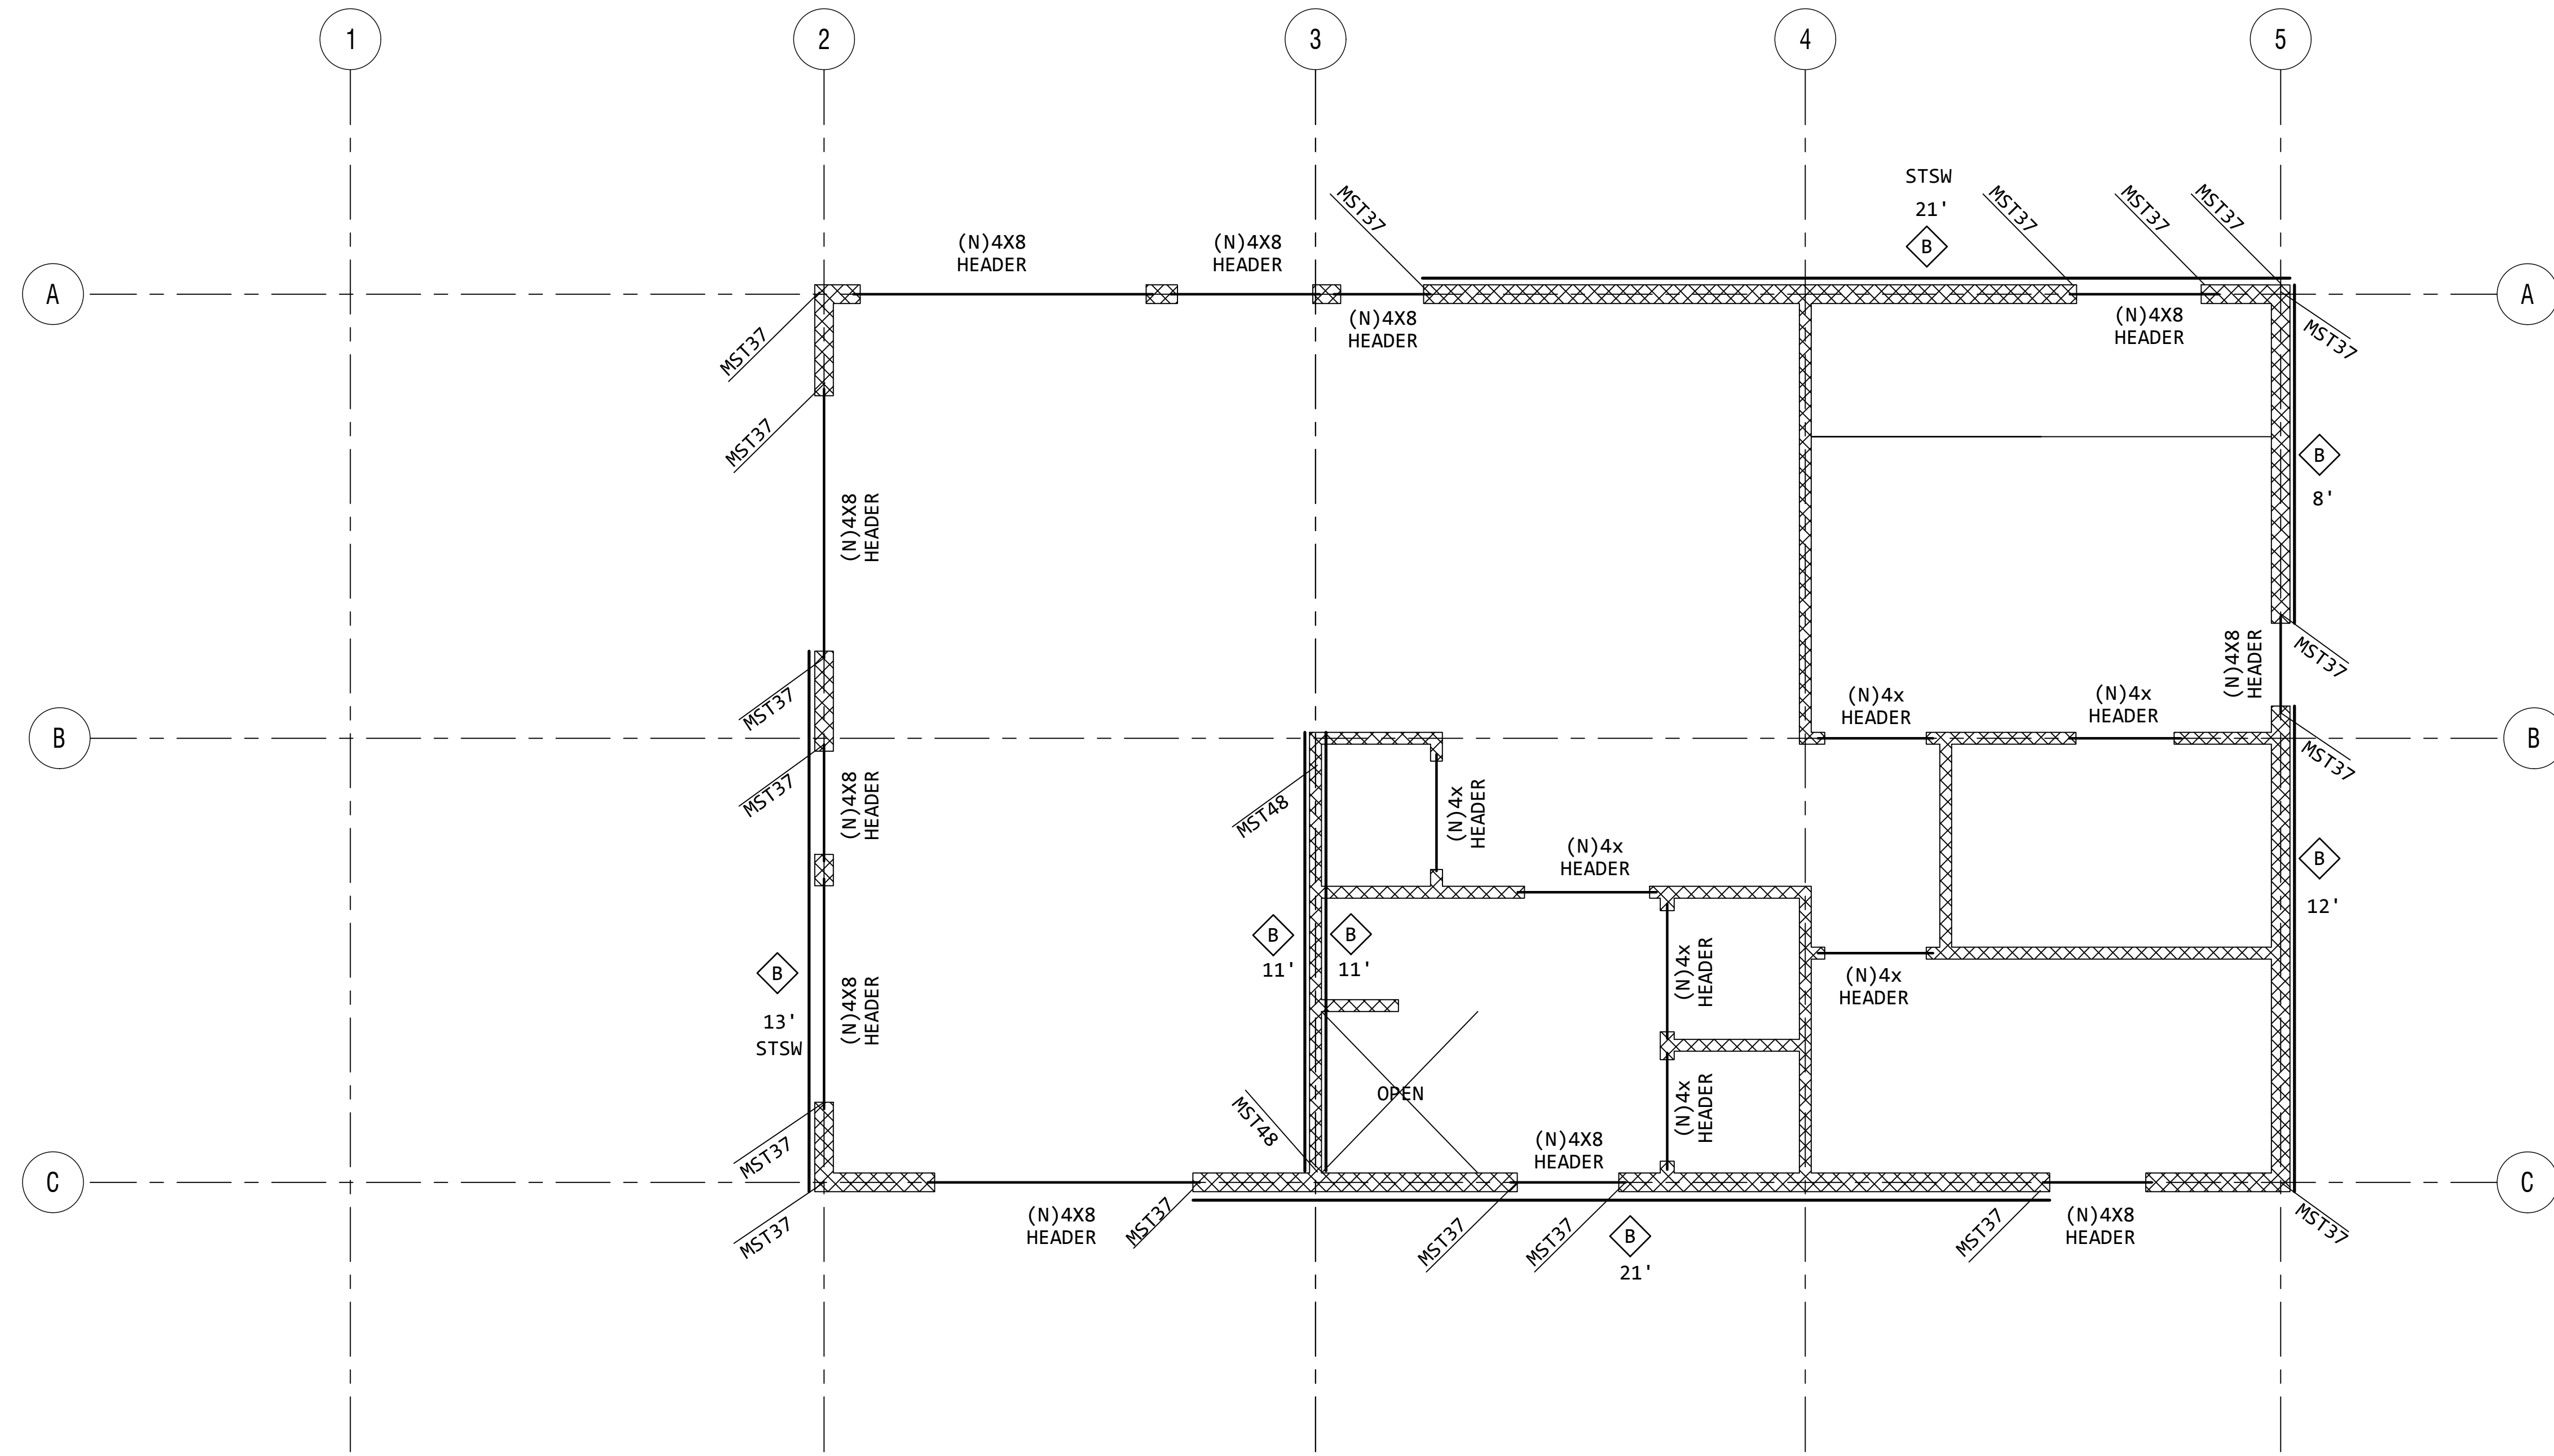 1
2
3
4
5
STSW
21'
B
MST37
MST37
MST37
MST37
(N)4X8
HEADER
(N)4X8
HEADER
A
A
(N)4X8
HEADER
(N)4X8
HEADER
MST37
MST37
MST37
B
8'
(N)4X8
HEADER
(N)4X8
HEADER
MST37
MST37
(N)4x
HEADER
(N)4x
HEADER
B
B
MST37
MST37
MST48
(N)4X8
HEADER
(N)4x
HEADER
(N)4x
HEADER
B
12'
B
11'
B
11'
B
13'
STSW
(N)4X8
HEADER
(N)4x
HEADER
(N)4x
HEADER
OPEN
MST48
(N)4x
HEADER
(N)4X8
HEADER
MST37
C
C
MST37
(N)4X8
HEADER
MST37
MST37
MST37
B
21'
MST37
(N)4X8
HEADER
MST37